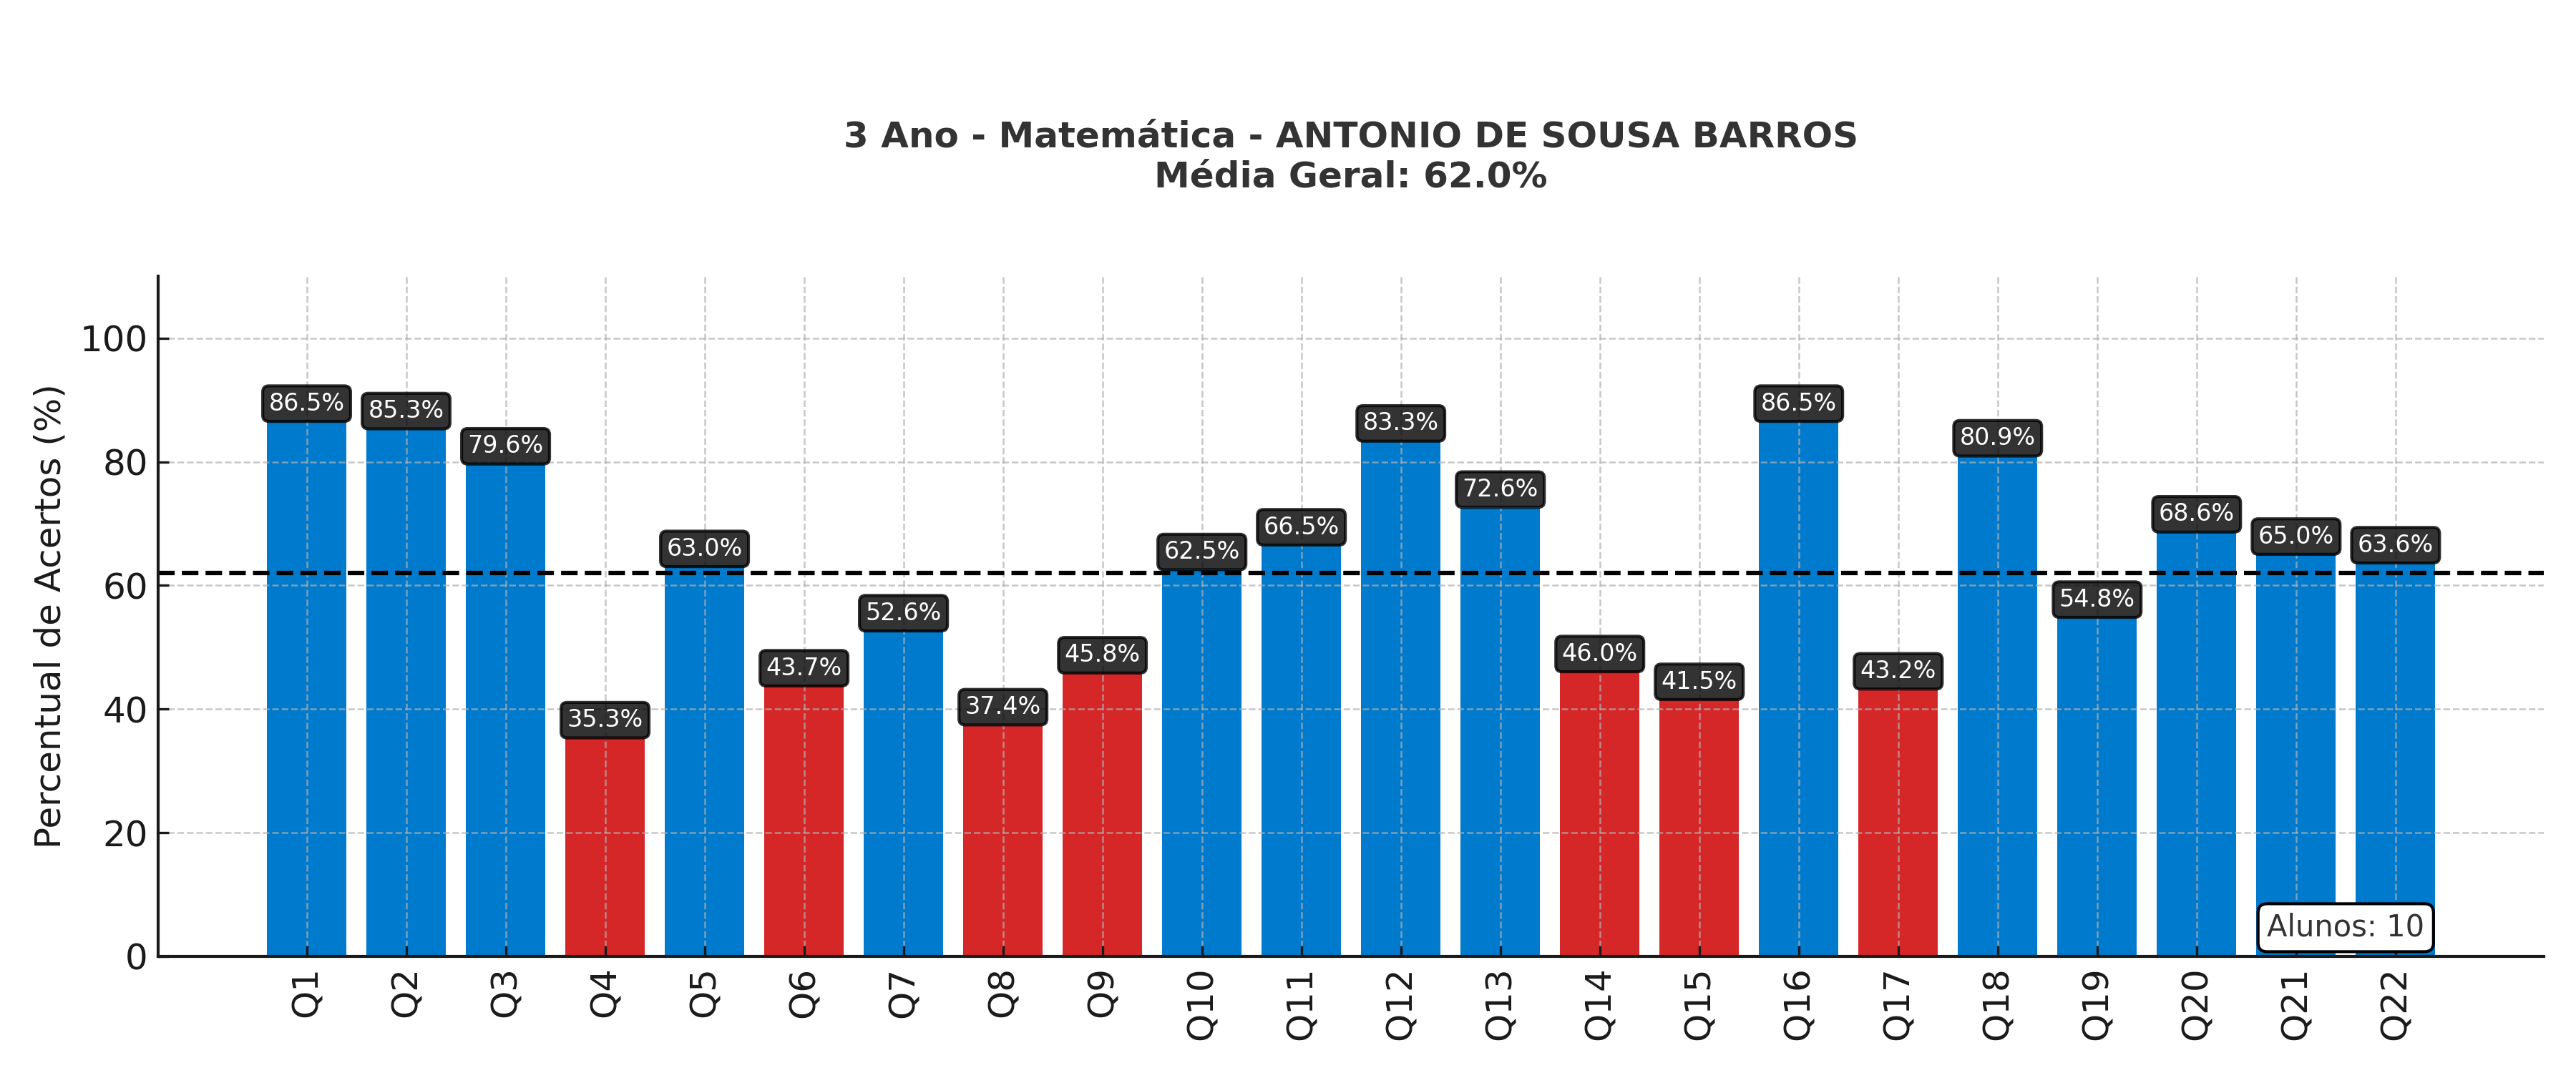 3 Ano - Matemática - ANTONIO DE SOUSA BARROS
Média Geral: 62.0%
Percentual de Acertos (%)
100
80
60
40
20
0
86.5%
85.3%
79.6%
35.3%
63.0%
43.7%
52.6%
37.4%
45.8%
62.5%
66.5%
83.3%
72.6%
46.0%
41.5%
86.5%
43.2%
80.9%
54.8%
68.6%
65.0%
63.6%
Alunos: 10
Q1
Q2
Q3
Q4
Q5
Q6
Q7
Q8
Q9
Q10
Q11
Q12
Q13
Q14
Q15
Q16
Q17
Q18
Q19
Q20
Q21
Q22